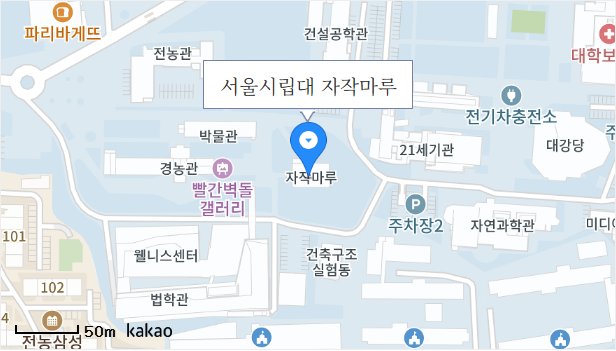 파리바게뜨
건설공학관
전농관
대학보
서울시립대 자작마루
전기차충전소
박물관
대강당
21세기관
경농관
자작마루
빨간벽돌
갤러리
주차장2
자연과학관
미디어
101
웰니스센터
건축구조
실험동
102
법학관
4
50m kakao
전농삼성